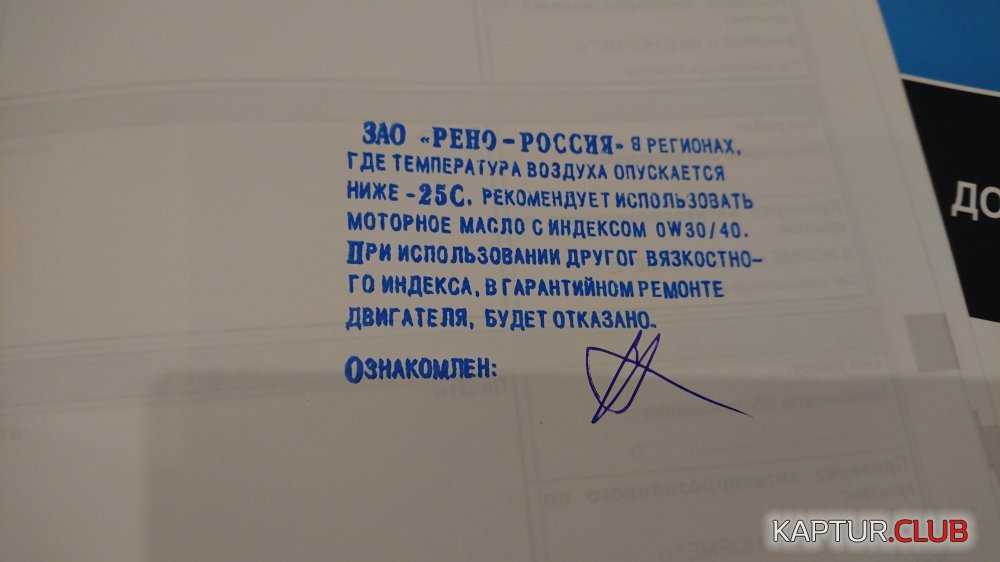 ЗАО «РЕНО-РОССИЯ» В РЕГИОНАХ,
ГДЕ ТЕМПЕРАТУРА ВОЗДУХА ОПУСКАЕТСЯ
НИЖЕ -25С. РЕКОМЕНДУЕТ ИСПОЛЬЗОВАТЬ
МОТОРНОЕ МАСЛО С ИНДЕКСОМ 0W30/40.
ПРИ ИСПОЛЬЗОВАНИИ ДРУГОГ ВЯЗКОСТНО-
ГО ИНДЕКСА, В ГАРАНТИЙНОМ РЕМОНТЕ
ДВИГАТЕЛЯ, БУДЕТ ОТКАЗАНО.
ОЗНАКОМЛЕН:
ДО
KAPTUR.CLUB